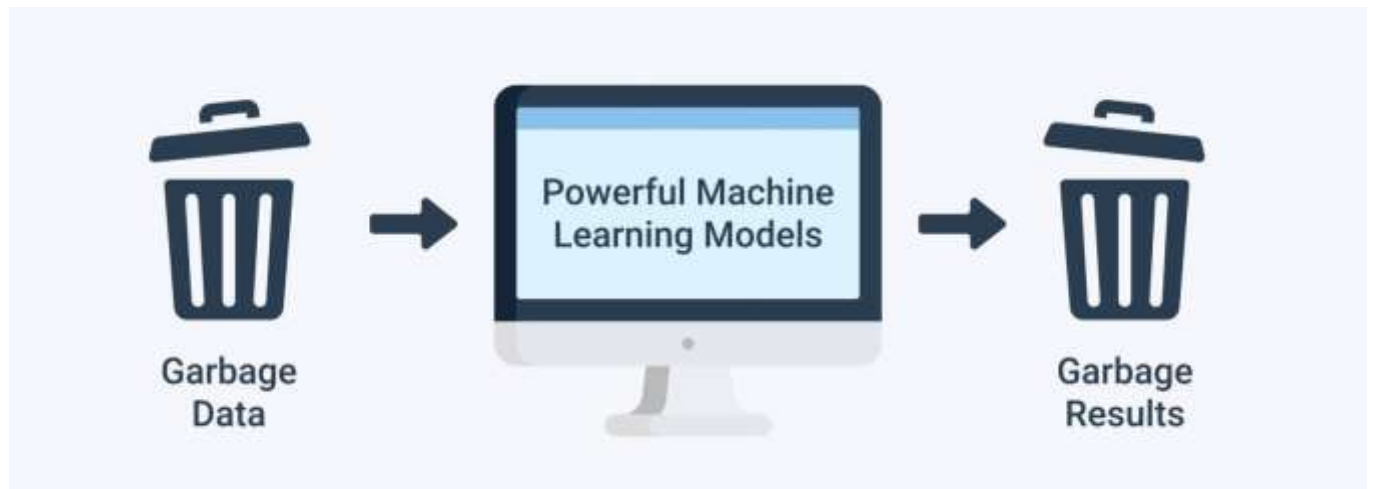 Powerful Machine
Learning Models
Garbage
Data
Garbage
Results